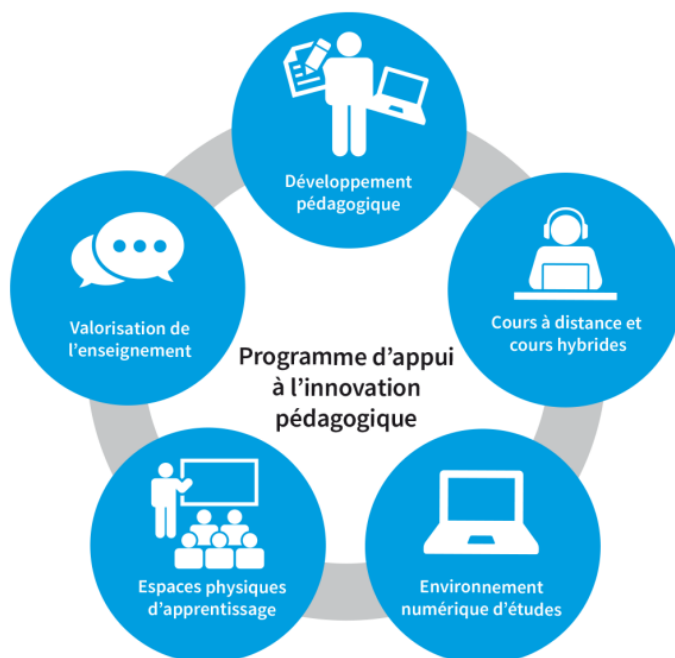 Développement
pédagogique
Cours à distance et
cours hybrides
Valorisation de
l’enseignement
Programme d’appui
à l’innovation
pédagogique
Espaces physiques
d’apprentissage
Environnement
numérique d’études